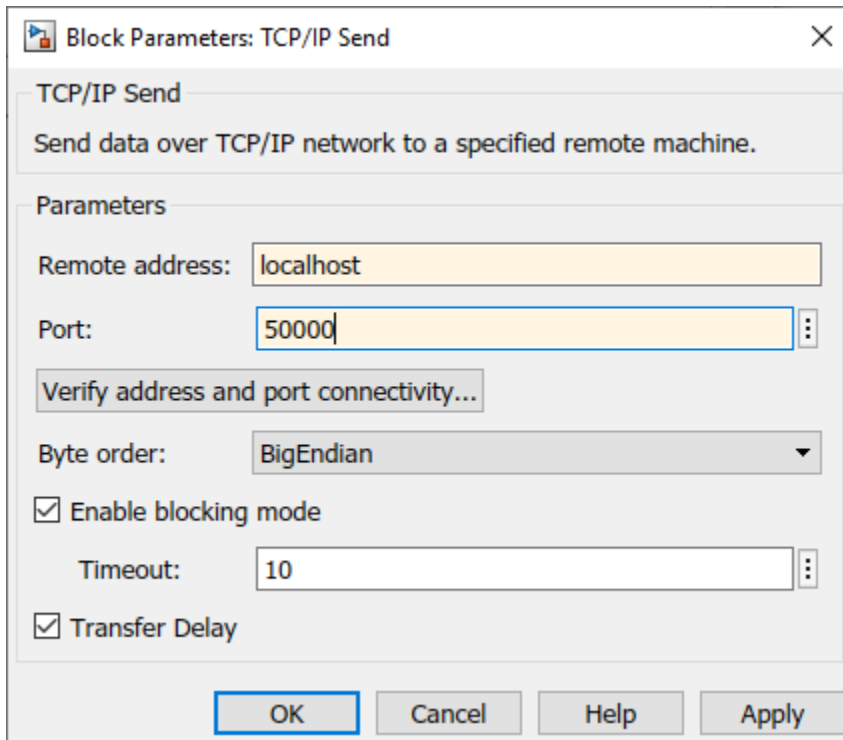 Block Parameters: TCP/IP Send
TCP/IP Send
Send data over TCP/IP network to a specified remote machine.
Parameters
Remote address: localhost
Port: 50000
Verify address and port connectivity...
Byte order: BigEndian
Enable blocking mode
Timeout: 10
Transfer Delay
OK Cancel Help Apply